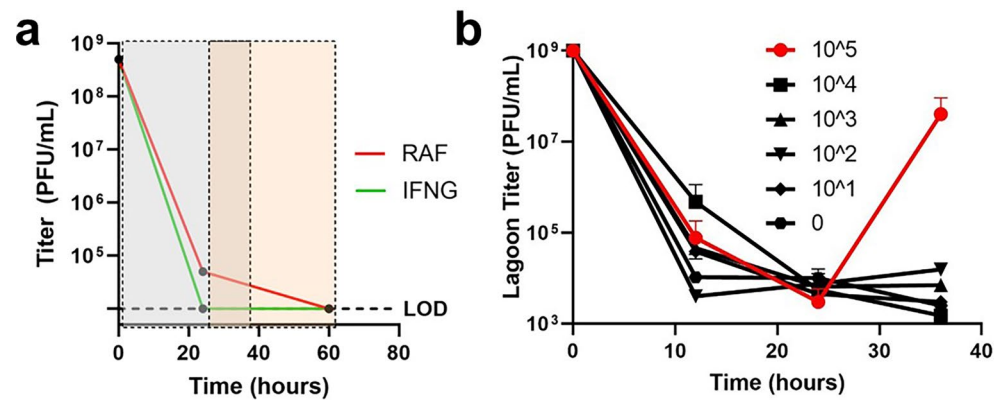 a
Titer (PFU/mL)
10⁹
10⁸
10⁷
10⁶
10⁵
LOD
RAF
IFNG
0
20
40
60
80
Time (hours)
b
Lagoon Titer (PFU/mL)
10⁹
10⁷
10⁵
10³
10^5
10^4
10^3
10^2
10^1
0
0
10
20
30
40
Time (hours)